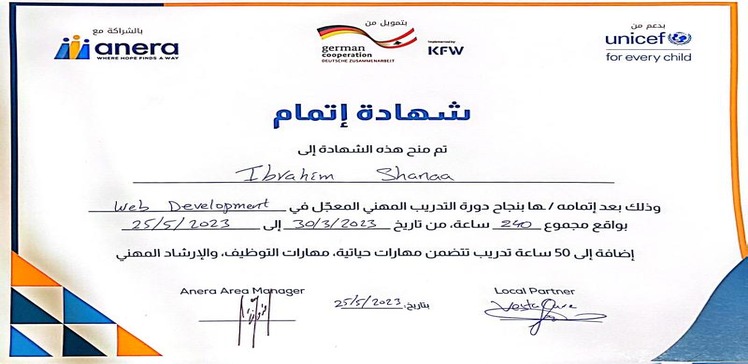 بالشراكة مع
anera
WHERE HOPE FINDS A WAY
بتمويل من
german
cooperation
DEUTSCHE ZUSAMMENARBEIT
Implemented by
KFW
بدعم من
unicef
for every child
شهادة إتمام
تم منح هذه الشهادة إلى
Ibrahim Shanaa
وذلك بعد إتمامه / ـها بنجاح دورة التدريب المهني المعجّل في Web Development
بواقع مجموع 240 ساعة، من تاريخ 30/3/2023 إلى 25/5/2023
إضافة إلى 50 ساعة تدريب تتضمن مهارات حياتية، مهارات التوظيف، والإرشاد المهني
Anera Area Manager
بتاريخ: 25/5/2023
Local Partner